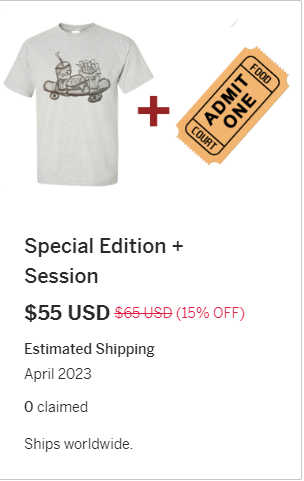 FOOD
ADMIT
ONE
COURT
Special Edition +
Session
$55 USD $65 USD (15% OFF)
Estimated Shipping
April 2023
0 claimed
Ships worldwide.